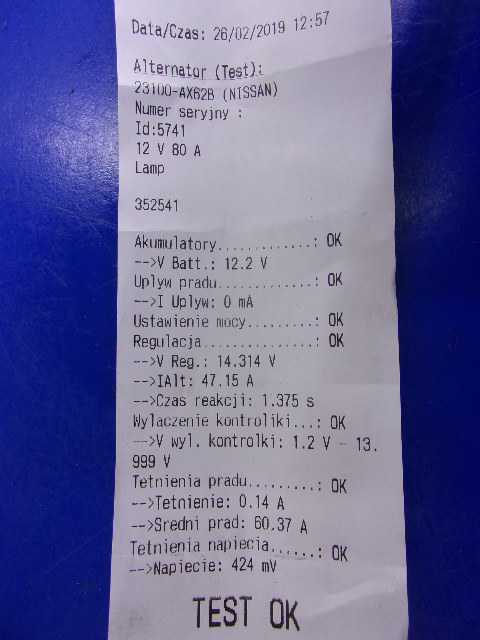 Data/Czas: 26/02/2019 12:57
Alternator (Test):
23100-AX62B (NISSAN)
Numer seryjny :
Id:5741
12 V 80 A
Lamp
352541
Akumulatory.............: OK
-->V Batt.: 12.2 V
Uplyw pradu.............: OK
-->I Uplyw: 0 mA
Ustawienie mocy.........: OK
Regulacja...............: OK
-->V Reg.: 14.314 V
-->IAlt: 47.15 A
-->Czas reakcji: 1.375 s
Wylaczenie kontrolki...: OK
-->V wyl. kontrolki: 1.2 V - 13.
999 V
Tetnienia pradu.........: OK
-->Tetnienie: 0.14 A
-->Sredni prad: 60.37 A
Tetnienia napiecia......: OK
-->Napiecie: 424 mV
TEST OK